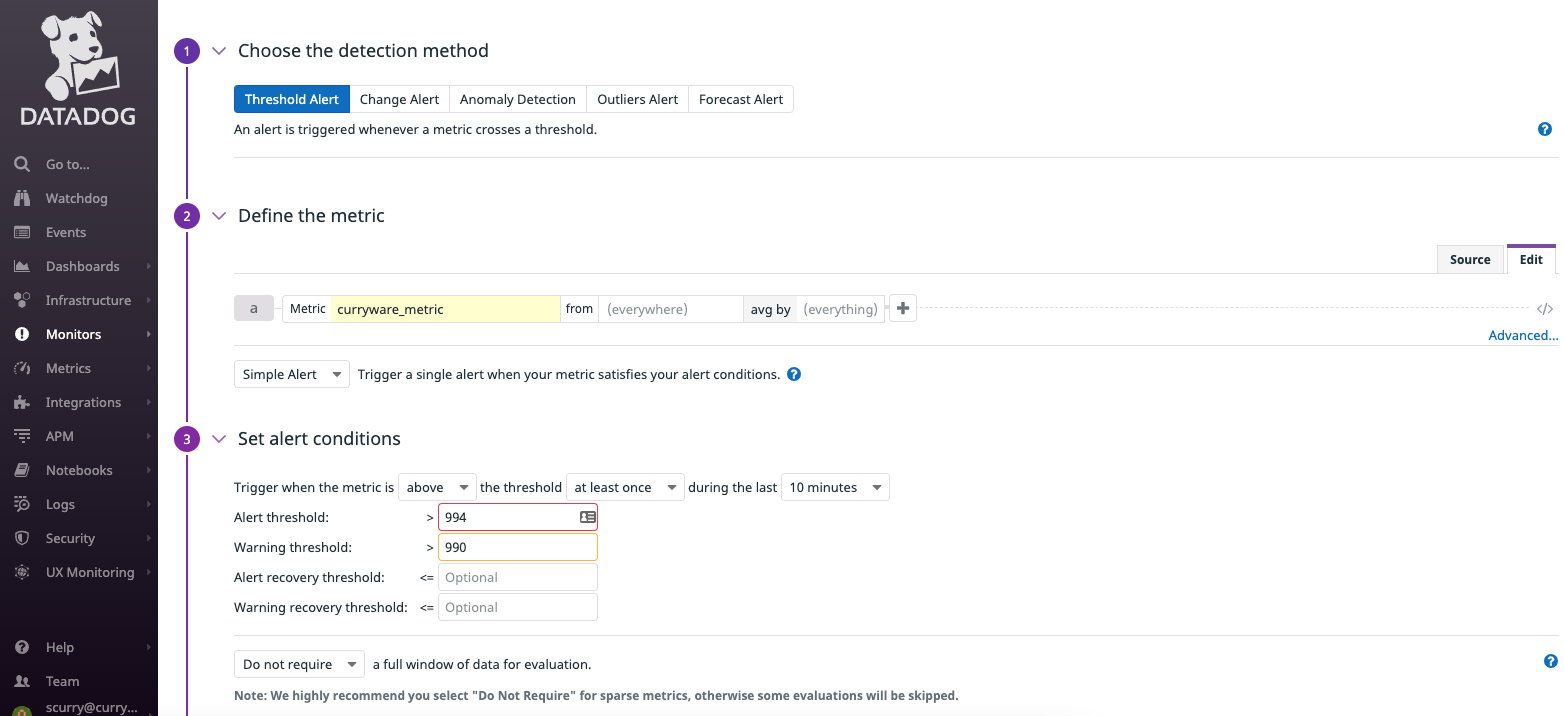 DATADOG
Go to...
Watchdog
Events
Dashboards
Infrastructure
Monitors
Metrics
Integrations
APM
Notebooks
Logs
Security
UX Monitoring
Help
Team
scurry@curry...
1 Choose the detection method
Threshold Alert Change Alert Anomaly Detection Outliers Alert Forecast Alert
An alert is triggered whenever a metric crosses a threshold. ?
2 Define the metric
Source Edit
a Metric curryware_metric from (everywhere) avg by (everything) + </>
Advanced...
Simple Alert Trigger a single alert when your metric satisfies your alert conditions. ?
3 Set alert conditions
Trigger when the metric is above the threshold at least once during the last 10 minutes
Alert threshold: > 994
Warning threshold: > 990
Alert recovery threshold: <= Optional
Warning recovery threshold: <= Optional
Do not require a full window of data for evaluation. ?
Note: We highly recommend you select "Do Not Require" for sparse metrics, otherwise some evaluations will be skipped.